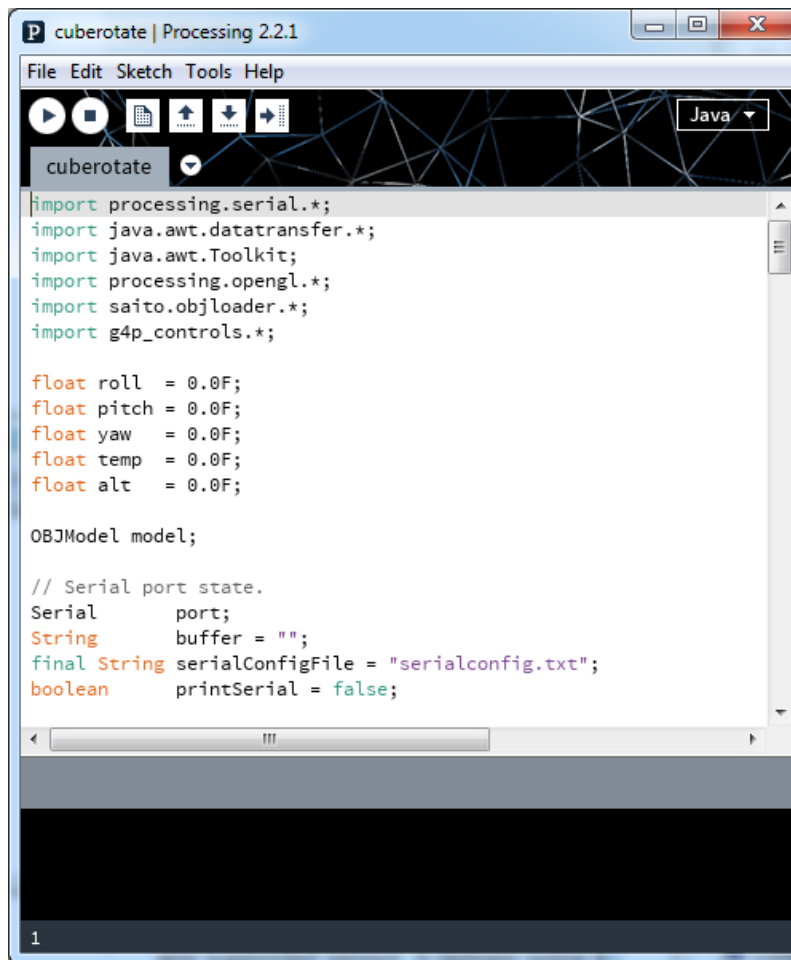 cuberotate | Processing 2.2.1
File Edit Sketch Tools Help
Java
cuberotate
import processing.serial.*;
import java.awt.datatransfer.*;
import java.awt.Toolkit;
import processing.opengl.*;
import saito.objloader.*;
import g4p_controls.*;
float roll  = 0.0F;
float pitch = 0.0F;
float yaw   = 0.0F;
float temp  = 0.0F;
float alt   = 0.0F;
OBJModel model;
// Serial port state.
Serial       port;
String       buffer = "";
final String serialConfigFile = "serialconfig.txt";
boolean      printSerial = false;
1